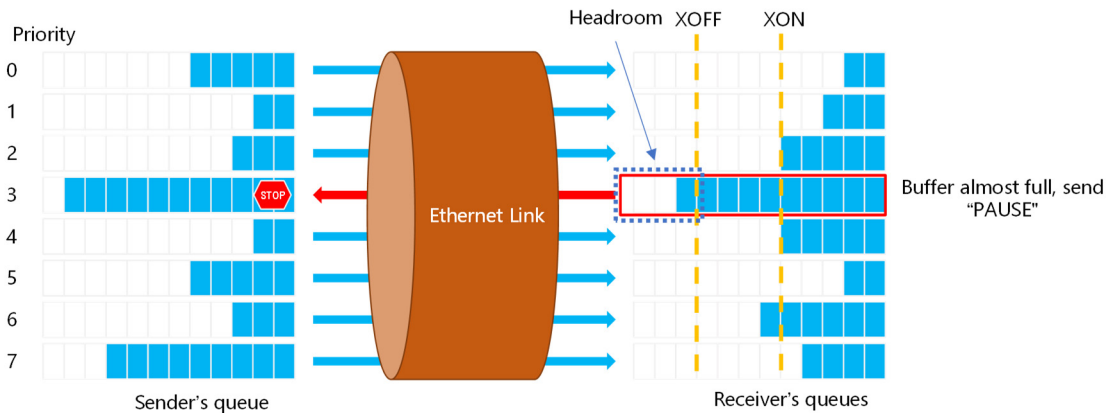 Headroom XOFF XON
Priority
0
1
2
3 STOP
Ethernet Link
Buffer almost full, send
“PAUSE"
4
5
6
7
Sender’s queue
Receiver’s queues